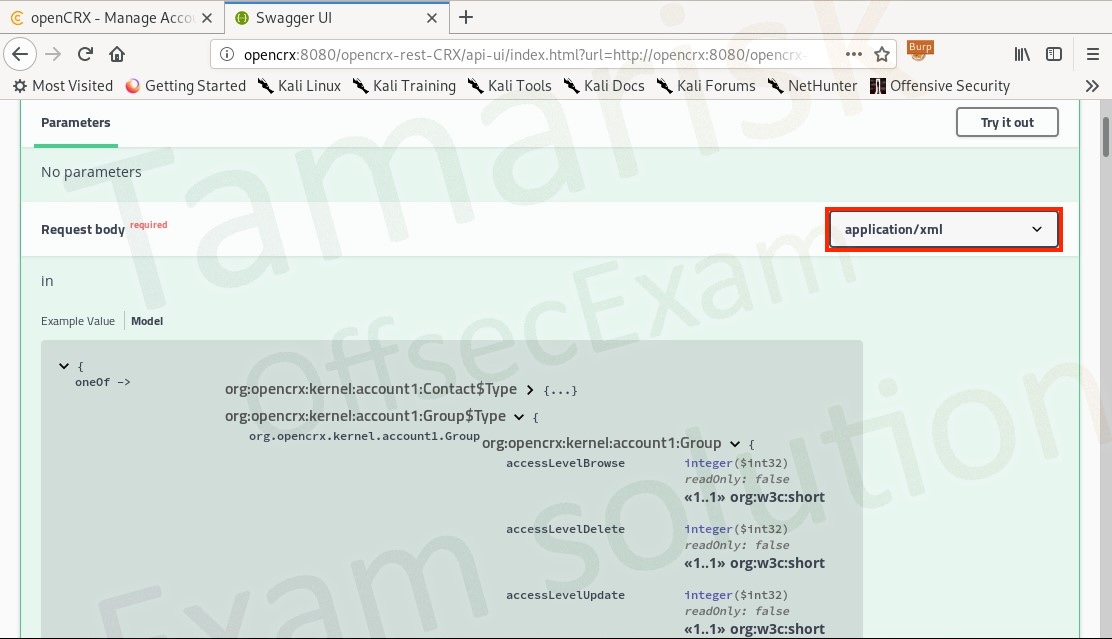 openCRX - Manage Acco
Swagger UI
opencrx:8080/opencrx-rest-CRX/api-ui/index.html?url=http://opencrx:8080/opencrx-
Burp
Most Visited
Getting Started
Kali Linux
Kali Training
Kali Tools
Kali Docs
Kali Forums
NetHunter
Offensive Security
Parameters
Try it out
No parameters
Request body required
application/xml
in
Example Value
Model
{
oneOf ->
org:opencrx:kernel:account1:Contact$Type > {...}
org:opencrx:kernel:account1:Group$Type {
org.opencrx.kernel.account1.Group
org:opencrx:kernel:account1:Group {
accessLevelBrowse integer($int32)
readOnly: false
«1..1» org:w3c:short
accessLevelDelete integer($int32)
readOnly: false
«1..1» org:w3c:short
accessLevelUpdate integer($int32)
readOnly: false
«1..1» org:w3c:short
Tamarisk
OffsecExam
Exam solution